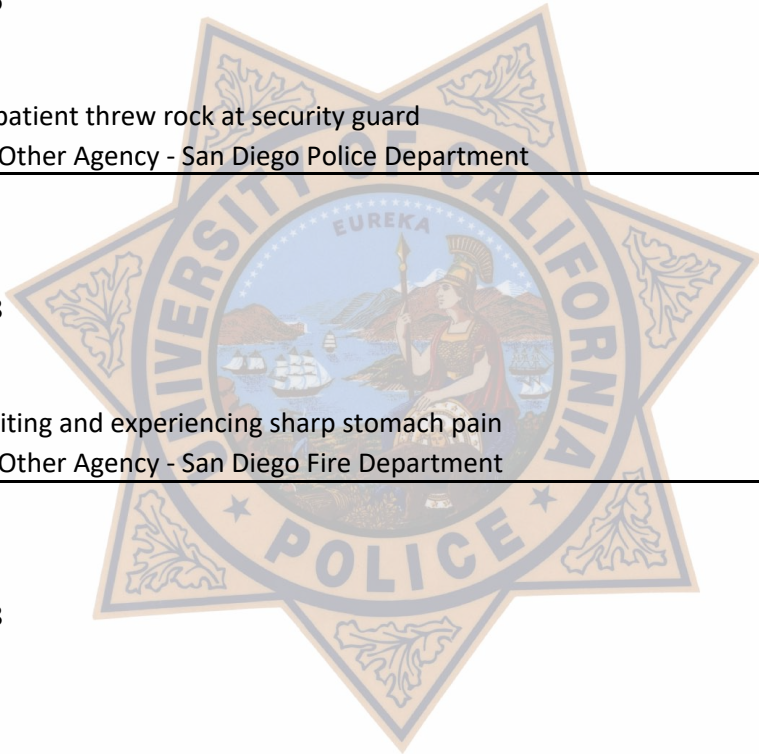 patient threw rock at security guard
Other Agency - San Diego Police Department
iting and experiencing sharp stomach pain
Other Agency - San Diego Fire Department
UNIVERSITY OF CALIFORNIA
EUREKA
POLICE